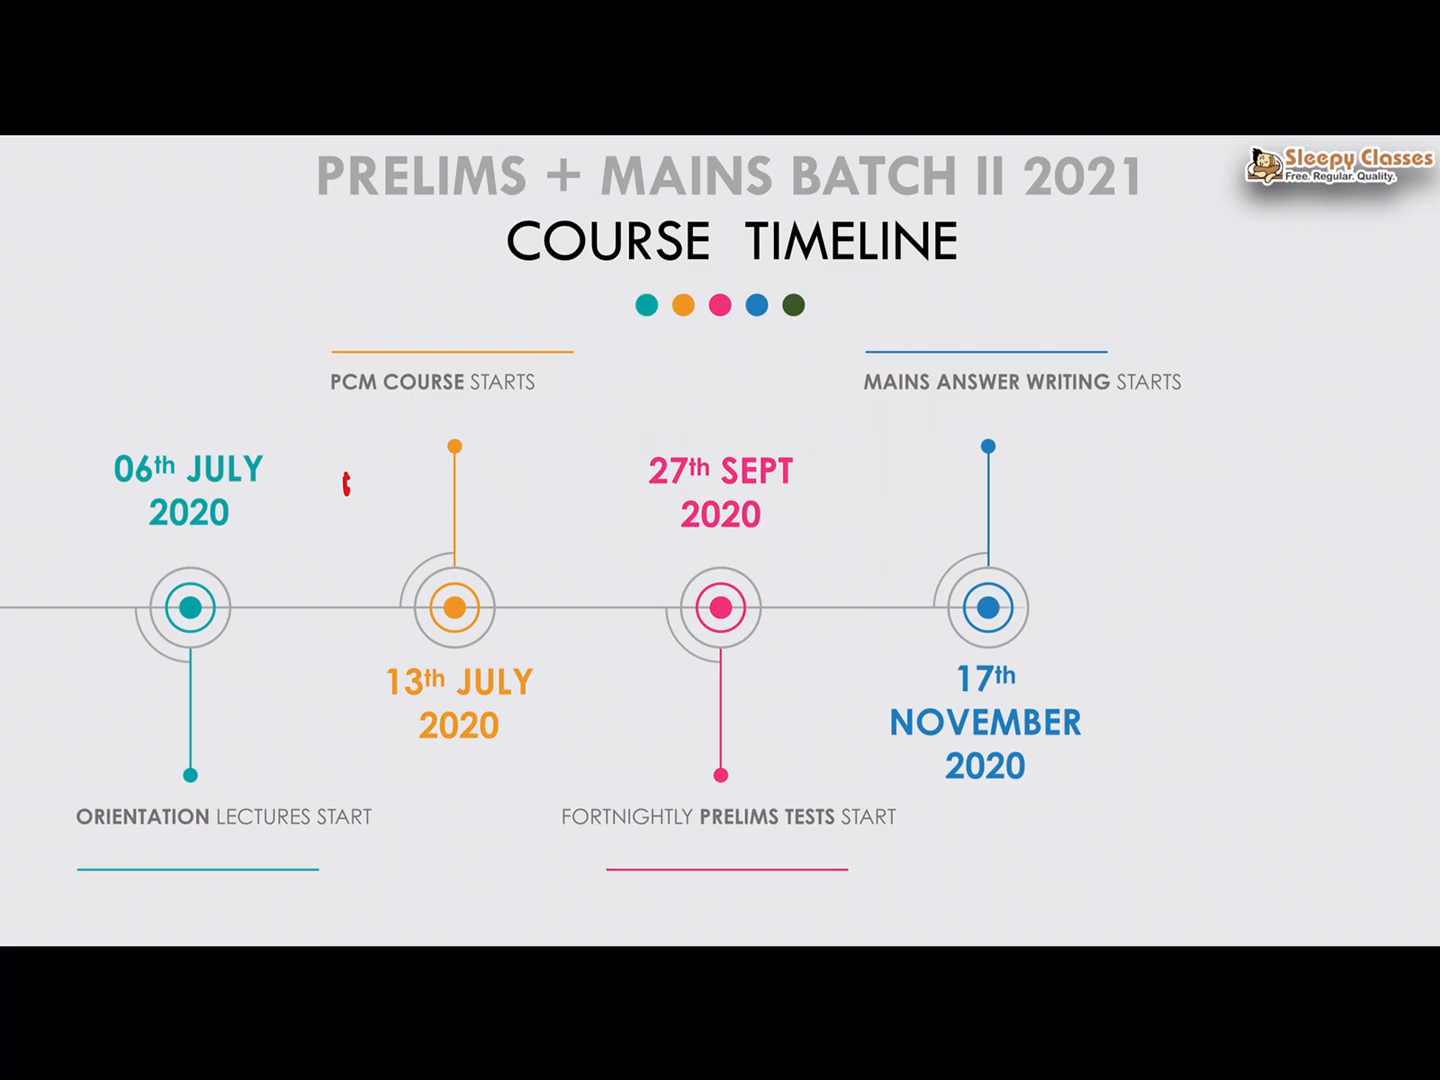 PRELIMS + MAINS BATCH II 2021
Sleepy Classes
Free. Regular. Quality.
COURSE TIMELINE
PCM COURSE STARTS
MAINS ANSWER WRITING STARTS
06th JULY
2020
27th SEPT
2020
13th JULY
2020
17th
NOVEMBER
2020
ORIENTATION LECTURES START
FORTNIGHTLY PRELIMS TESTS START